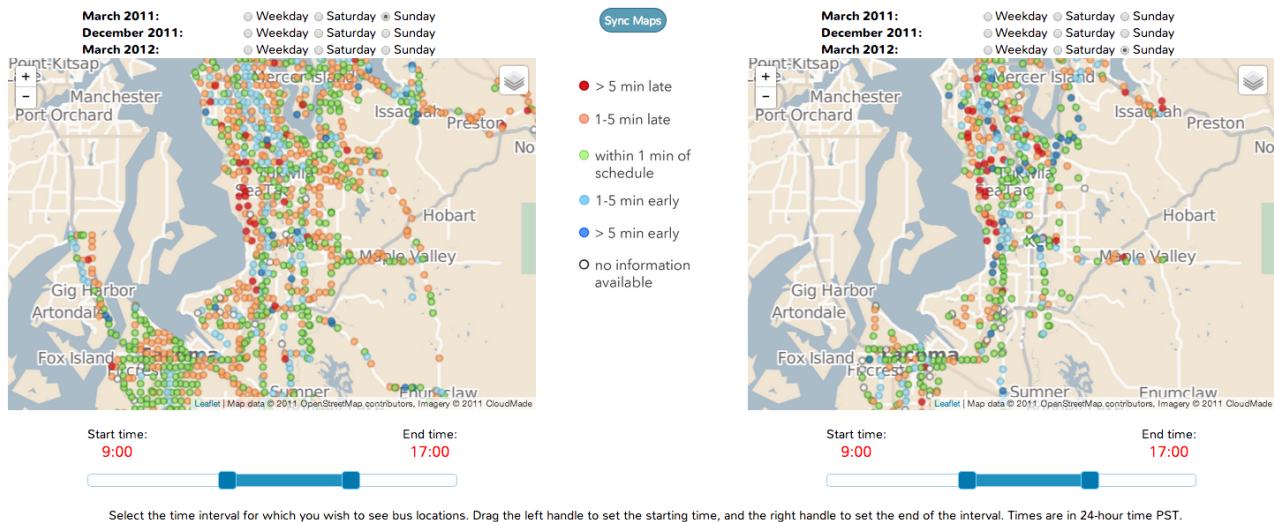 March 2011: Weekday Saturday Sunday
December 2011: Weekday Saturday Sunday
March 2012: Weekday Saturday Sunday
Sync Maps
March 2011: Weekday Saturday Sunday
December 2011: Weekday Saturday Sunday
March 2012: Weekday Saturday Sunday
Point-Kitsap
+
−
Mercer Island
Manchester
Port Orchard
Issaquah
Preston
No
SeaTac
Hobart
Maple Valley
Gig Harbor
Artondale
Fox Island
Tacoma
Fircrest
Sumner
Enumclaw
Leaflet | Map data © 2011 OpenStreetMap contributors, Imagery © 2011 CloudMade
> 5 min late
1-5 min late
within 1 min of
schedule
1-5 min early
> 5 min early
no information
available
Point-Kitsap
+
−
Mercer Island
Manchester
Port Orchard
Issaquah
Preston
No
Tukwila
SeaTac
Hobart
Maple Valley
Gig Harbor
Artondale
Fox Island
Tacoma
Fircrest
Sumner
Enumclaw
Leaflet | Map data © 2011 OpenStreetMap contributors, Imagery © 2011 CloudMade
Start time:
9:00
End time:
17:00
Start time:
9:00
End time:
17:00
Select the time interval for which you wish to see bus locations. Drag the left handle to set the starting time, and the right handle to set the end of the interval. Times are in 24-hour time PST.